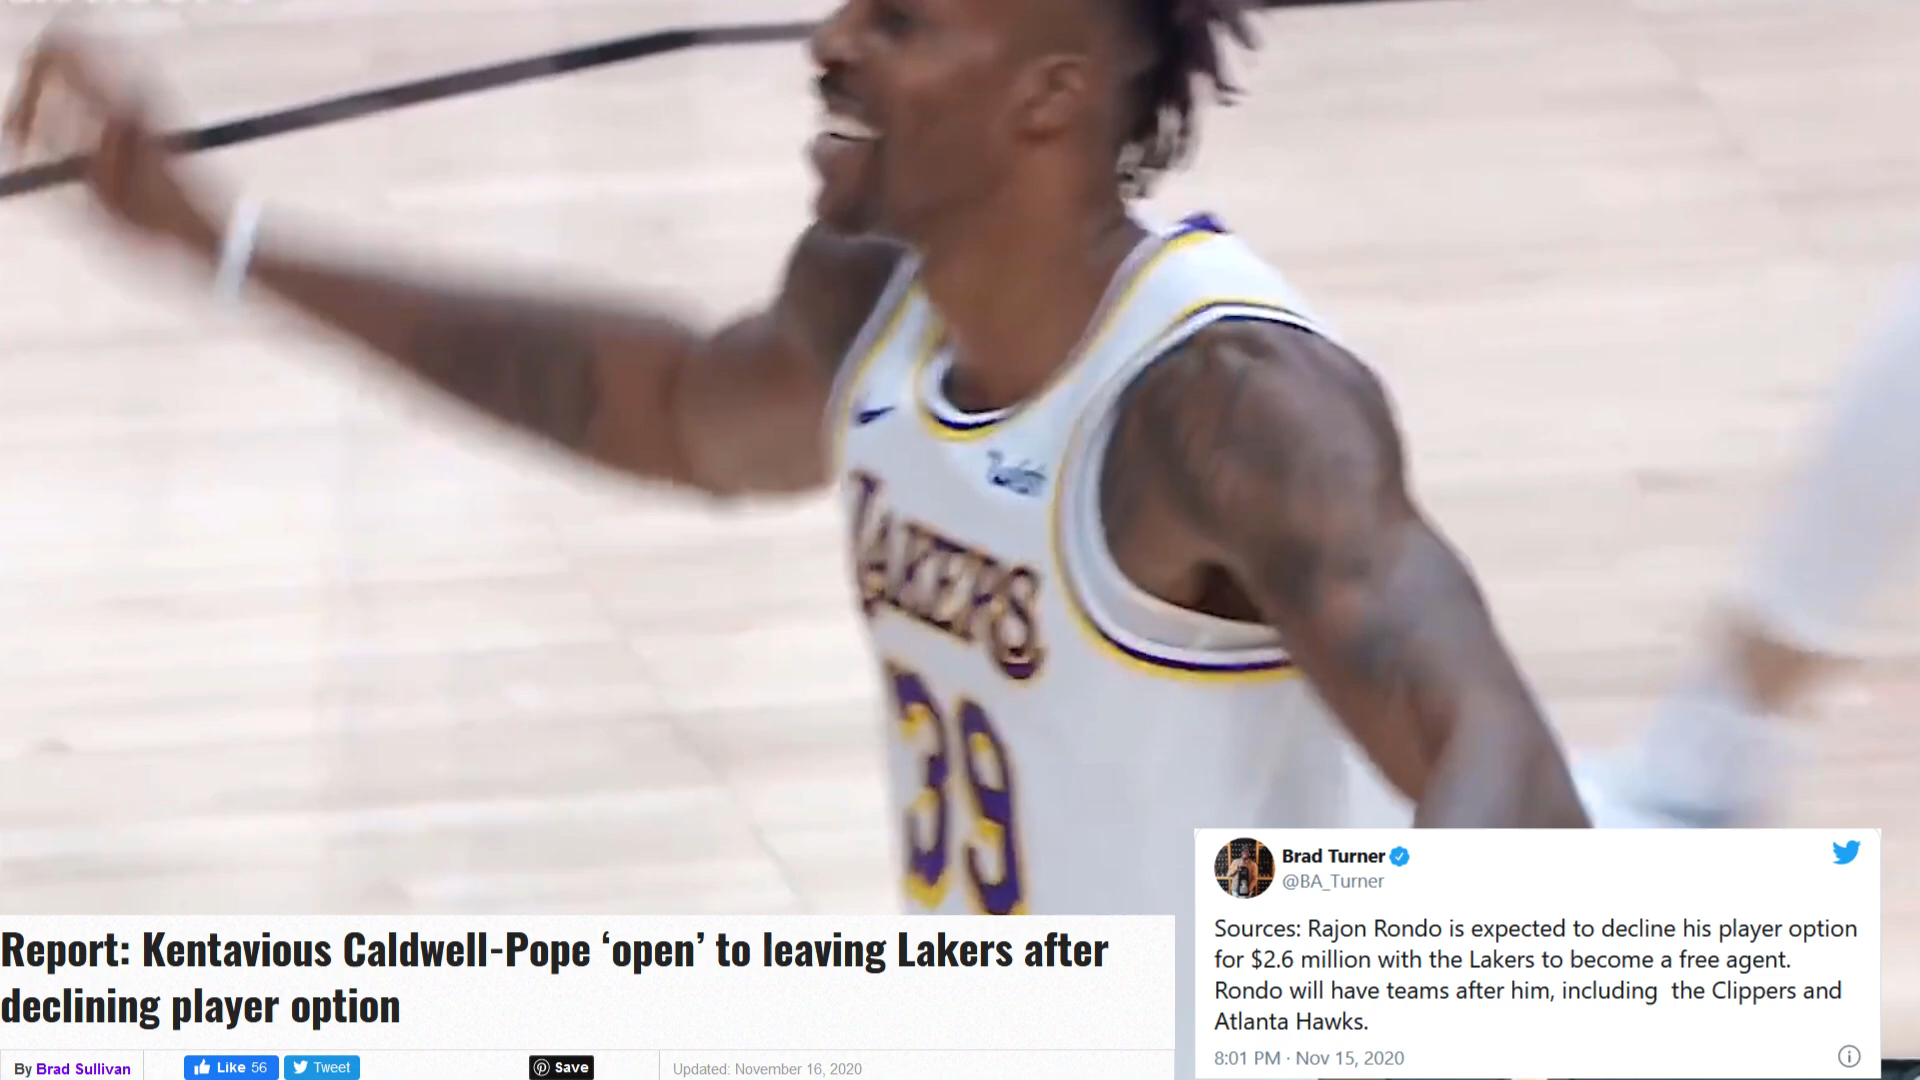 Wish
LAKERS
39
Report: Kentavious Caldwell-Pope ‘open’ to leaving Lakers after
declining player option
By Brad Sullivan
Like 56
Tweet
Save
Updated: November 16, 2020
Brad Turner
@BA_Turner
Sources: Rajon Rondo is expected to decline his player option
for $2.6 million with the Lakers to become a free agent.
Rondo will have teams after him, including the Clippers and
Atlanta Hawks.
8:01 PM · Nov 15, 2020